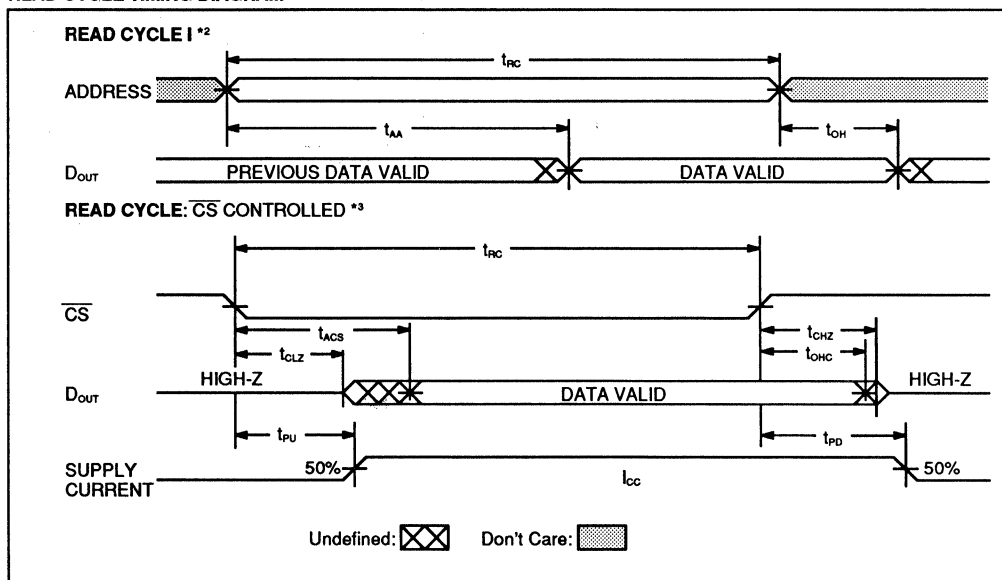 READ CYCLE I *2
tRC
ADDRESS
tAA
tOH
DOUT
PREVIOUS DATA VALID
DATA VALID
READ CYCLE: CS CONTROLLED *3
tRC
CS
tACS
tCHZ
tCLZ
tOHC
HIGH-Z
HIGH-Z
DOUT
DATA VALID
tPU
tPD
SUPPLY CURRENT
50%
ICC
50%
Undefined:
Don't Care: